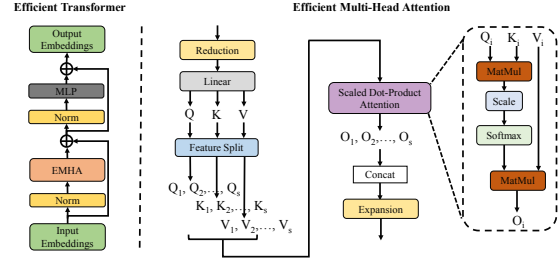 Efficient Transformer
Output
Embeddings
MLP
Norm
EMHA
Norm
Input
Embeddings
Efficient Multi-Head Attention
Reduction
Linear
Q K V
Feature Split
Q₁, Q₂,…, Qₛ
K₁, K₂,…, Kₛ
V₁, V₂,…, Vₛ
Scaled Dot-Product
Attention
O₁, O₂,…, Oₛ
Concat
Expansion
Qᵢ Kᵢ Vᵢ
MatMul
Scale
Softmax
MatMul
Oᵢ